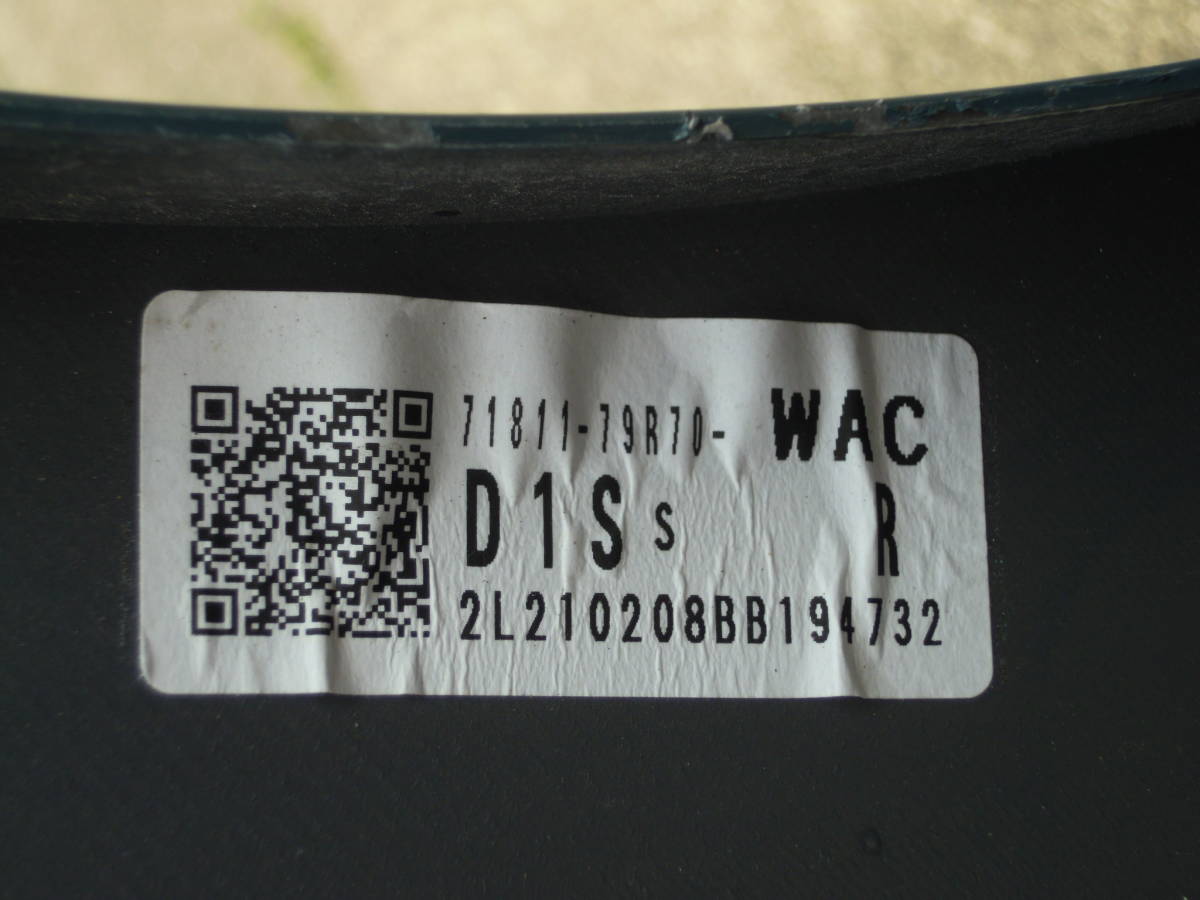 71811-79R70- WAC
D1S S R
2L210208BB194732